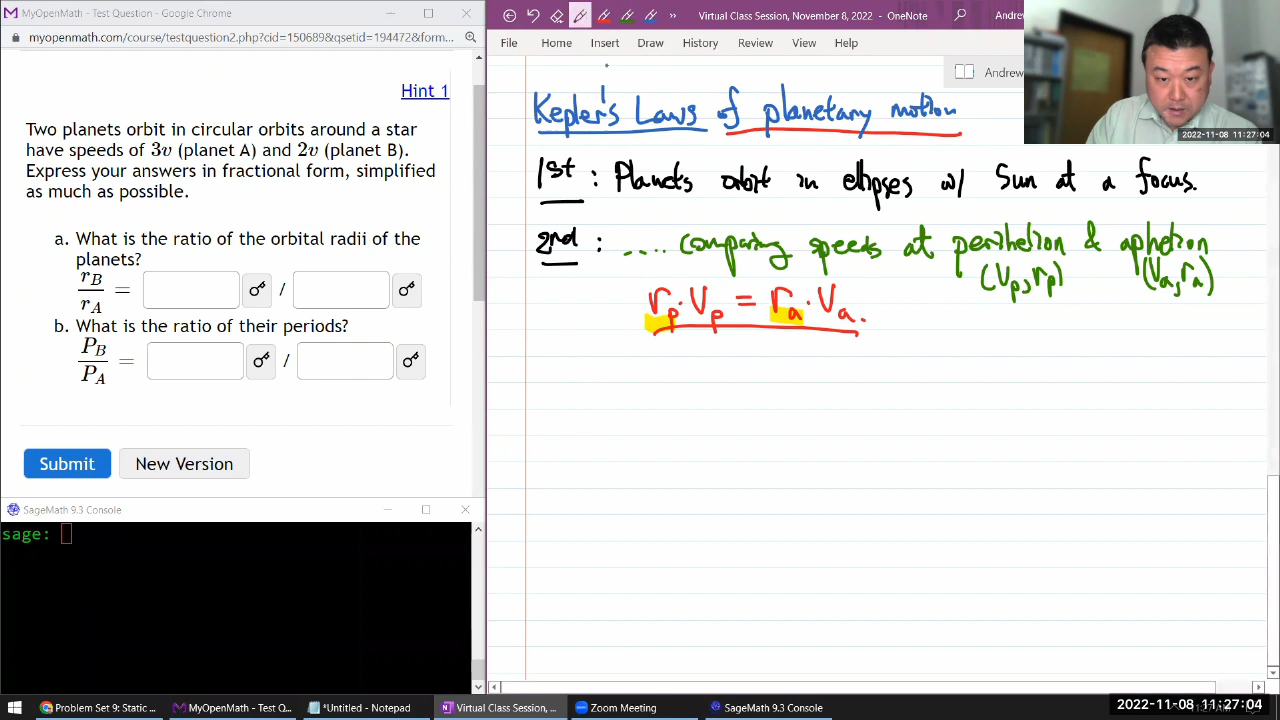 MyOpenMath - Test Question - Google Chrome
myopenmath.com/course/testquestion2.php?cid=150689&qsetid=194472&form...
Hint 1
Two planets orbit in circular orbits around a star
have speeds of 3v (planet A) and 2v (planet B).
Express your answers in fractional form, simplified
as much as possible.
a. What is the ratio of the orbital radii of the
planets?
r_B / r_A = /
b. What is the ratio of their periods?
P_B / P_A = /
Submit New Version
SageMath 9.3 Console
sage:
Virtual Class Session, November 8, 2022 - OneNote
Andrew
File Home Insert Draw History Review View Help
Andrew
2022-11-08 11:27:04
Kepler's Laws of planetary motion
1st : Planets orbit in ellipses w/ Sun at a focus.
2nd : .... comparing speeds at perihelion & aphelion
(v_p, r_p) (v_a, r_a)
r_p · v_p = r_a · v_a.
Problem Set 9: Static ... MyOpenMath - Test Q... *Untitled - Notepad Virtual Class Session, ... Zoom Meeting SageMath 9.3 Console 2022-11-08 11:27:04